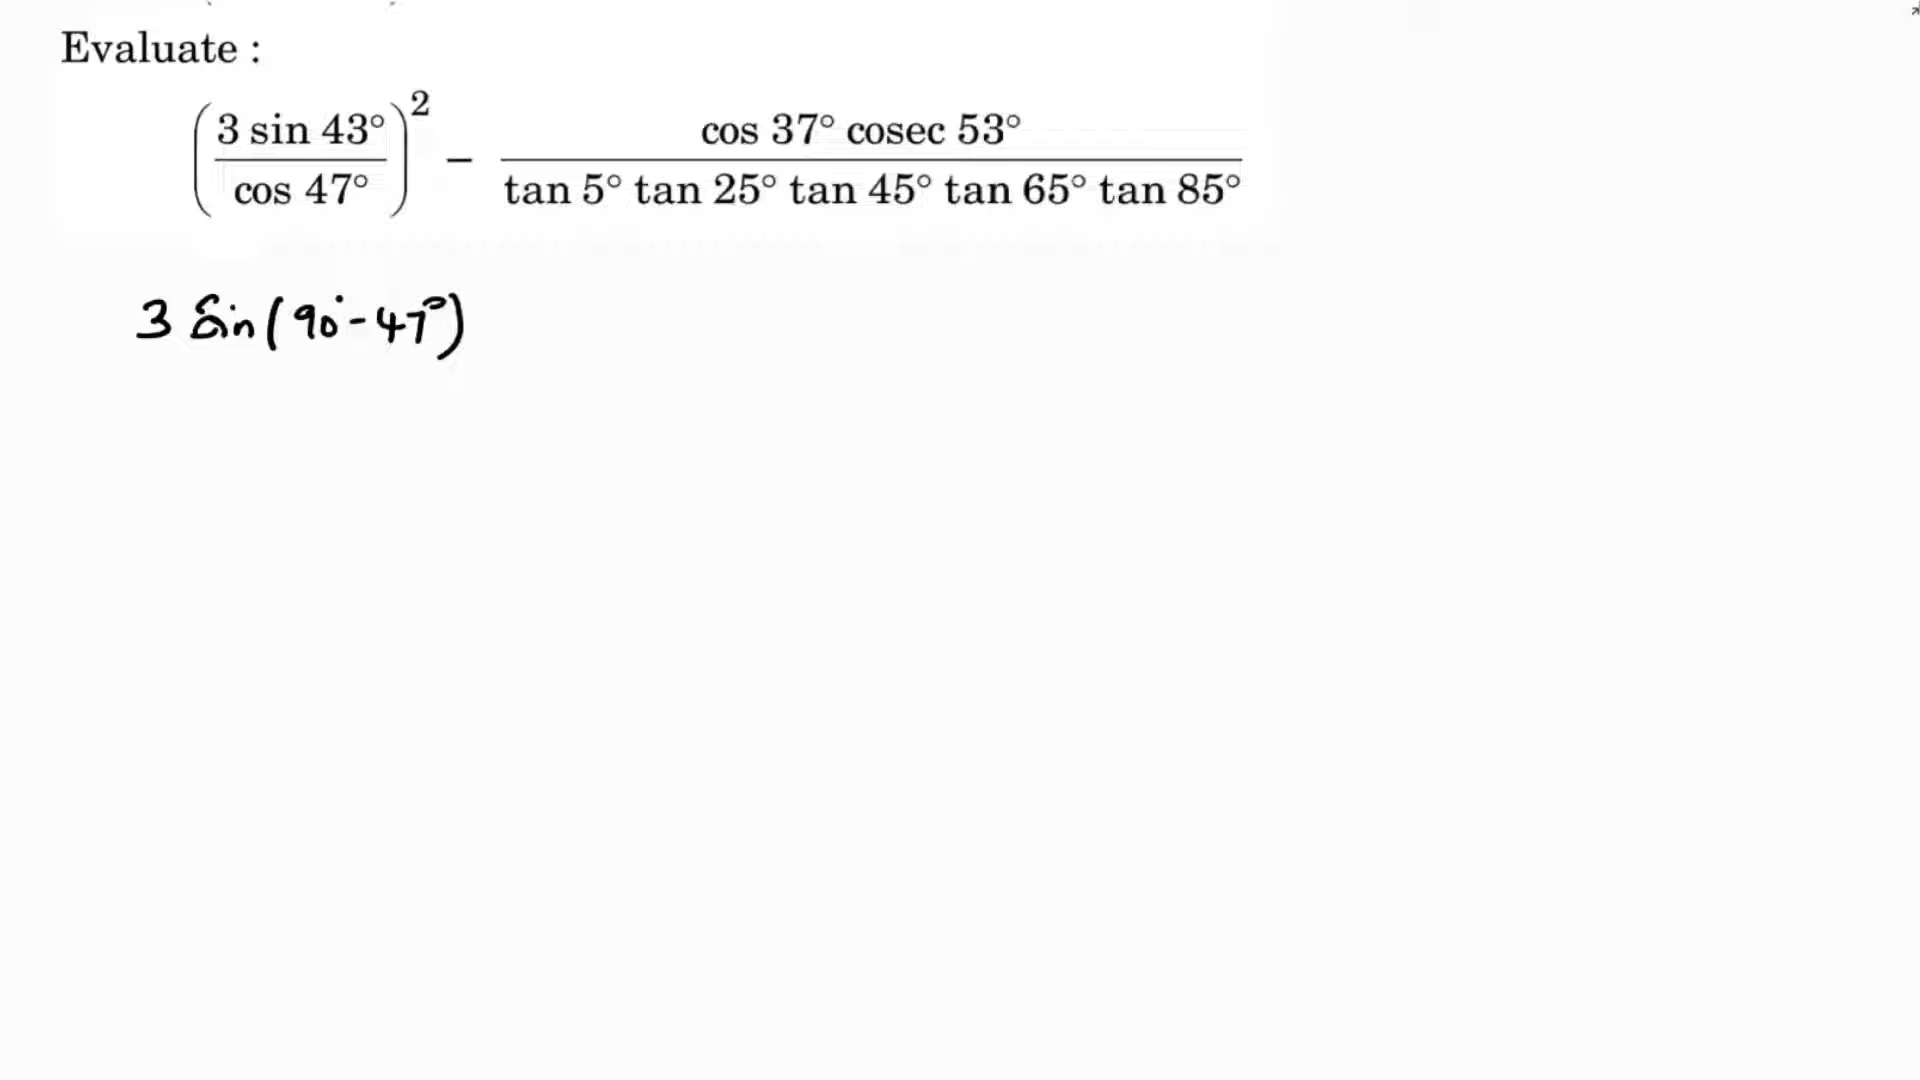 Evaluate :
(3 sin 43° / cos 47°)² − cos 37° cosec 53° / tan 5° tan 25° tan 45° tan 65° tan 85°
3 Sin(90°-47°)